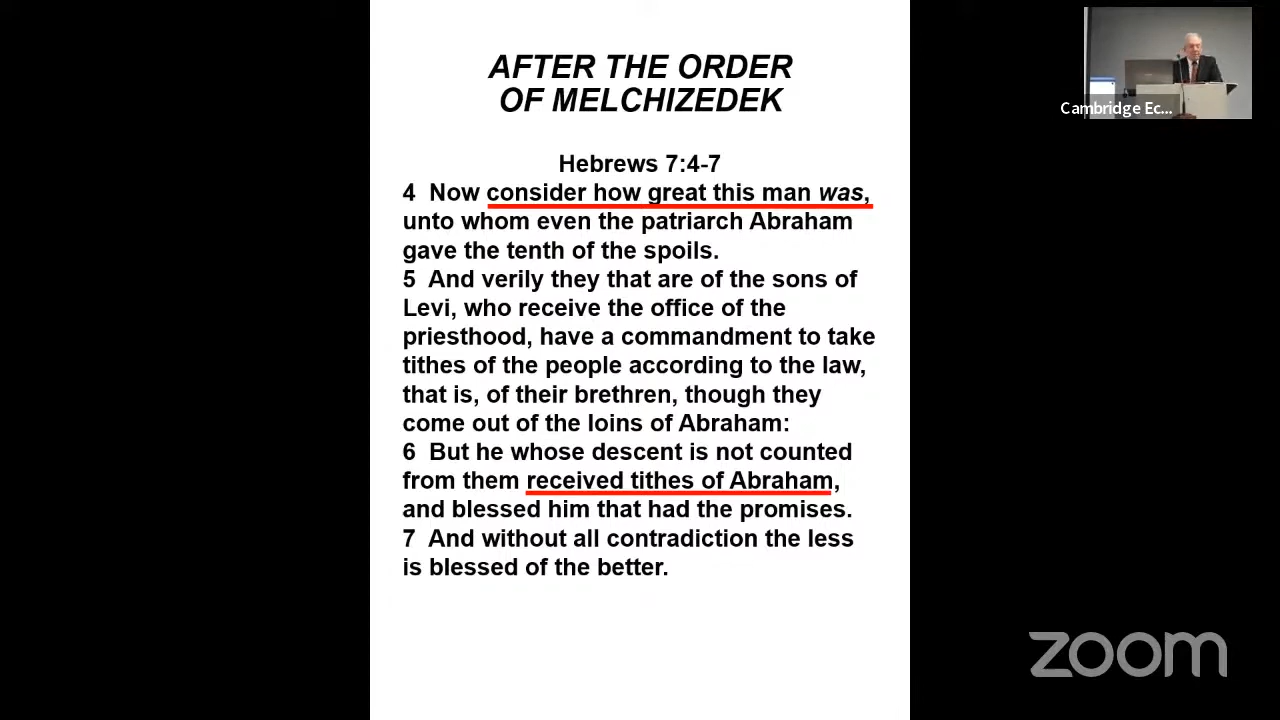 AFTER THE ORDER
OF MELCHIZEDEK
Cambridge Ec...
Hebrews 7:4-7
4 Now consider how great this man was,
unto whom even the patriarch Abraham
gave the tenth of the spoils.
5 And verily they that are of the sons of
Levi, who receive the office of the
priesthood, have a commandment to take
tithes of the people according to the law,
that is, of their brethren, though they
come out of the loins of Abraham:
6 But he whose descent is not counted
from them received tithes of Abraham,
and blessed him that had the promises.
7 And without all contradiction the less
is blessed of the better.
zoom